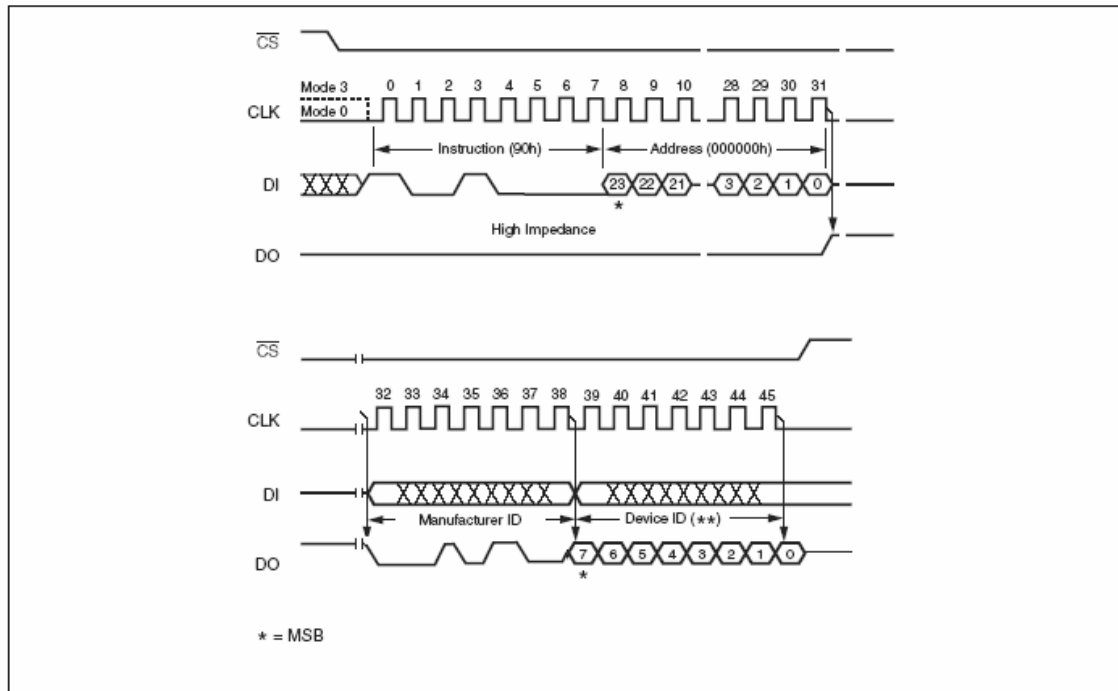 CS
Mode 3 0 1 2 3 4 5 6 7 8 9 10 28 29 30 31
CLK Mode 0
Instruction (90h) Address (000000h)
DI 23 22 21 3 2 1 0
*
High Impedance
DO
CS
32 33 34 35 36 37 38 39 40 41 42 43 44 45
CLK
DI
Manufacturer ID Device ID (**)
DO 7 6 5 4 3 2 1 0
*
* = MSB